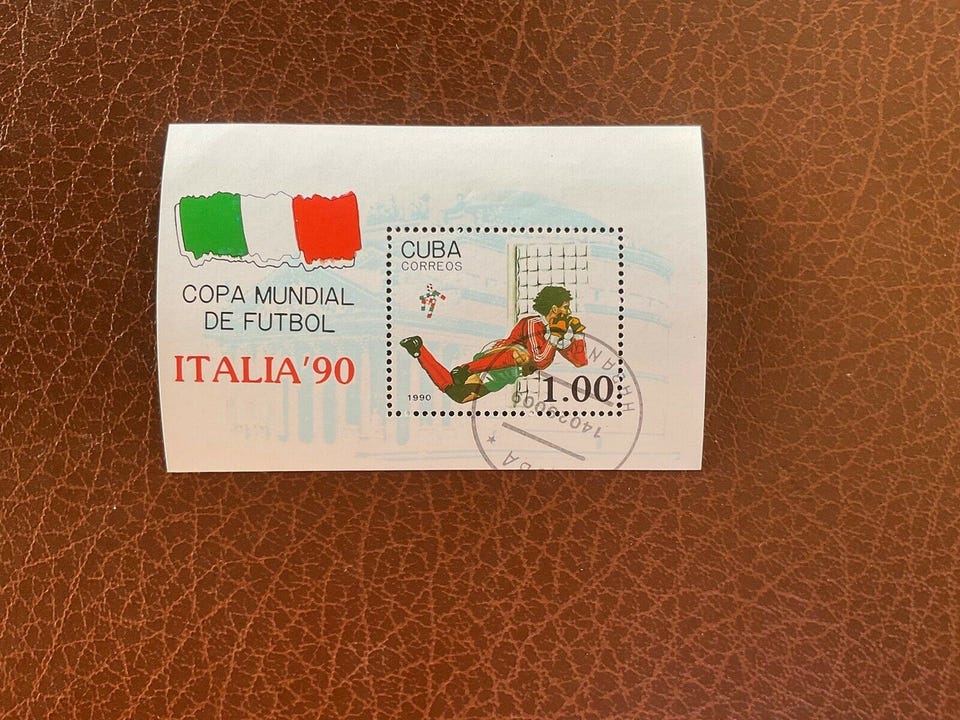 COPA MUNDIAL
DE FUTBOL
ITALIA'90
CUBA
CORREOS
1990
1.00